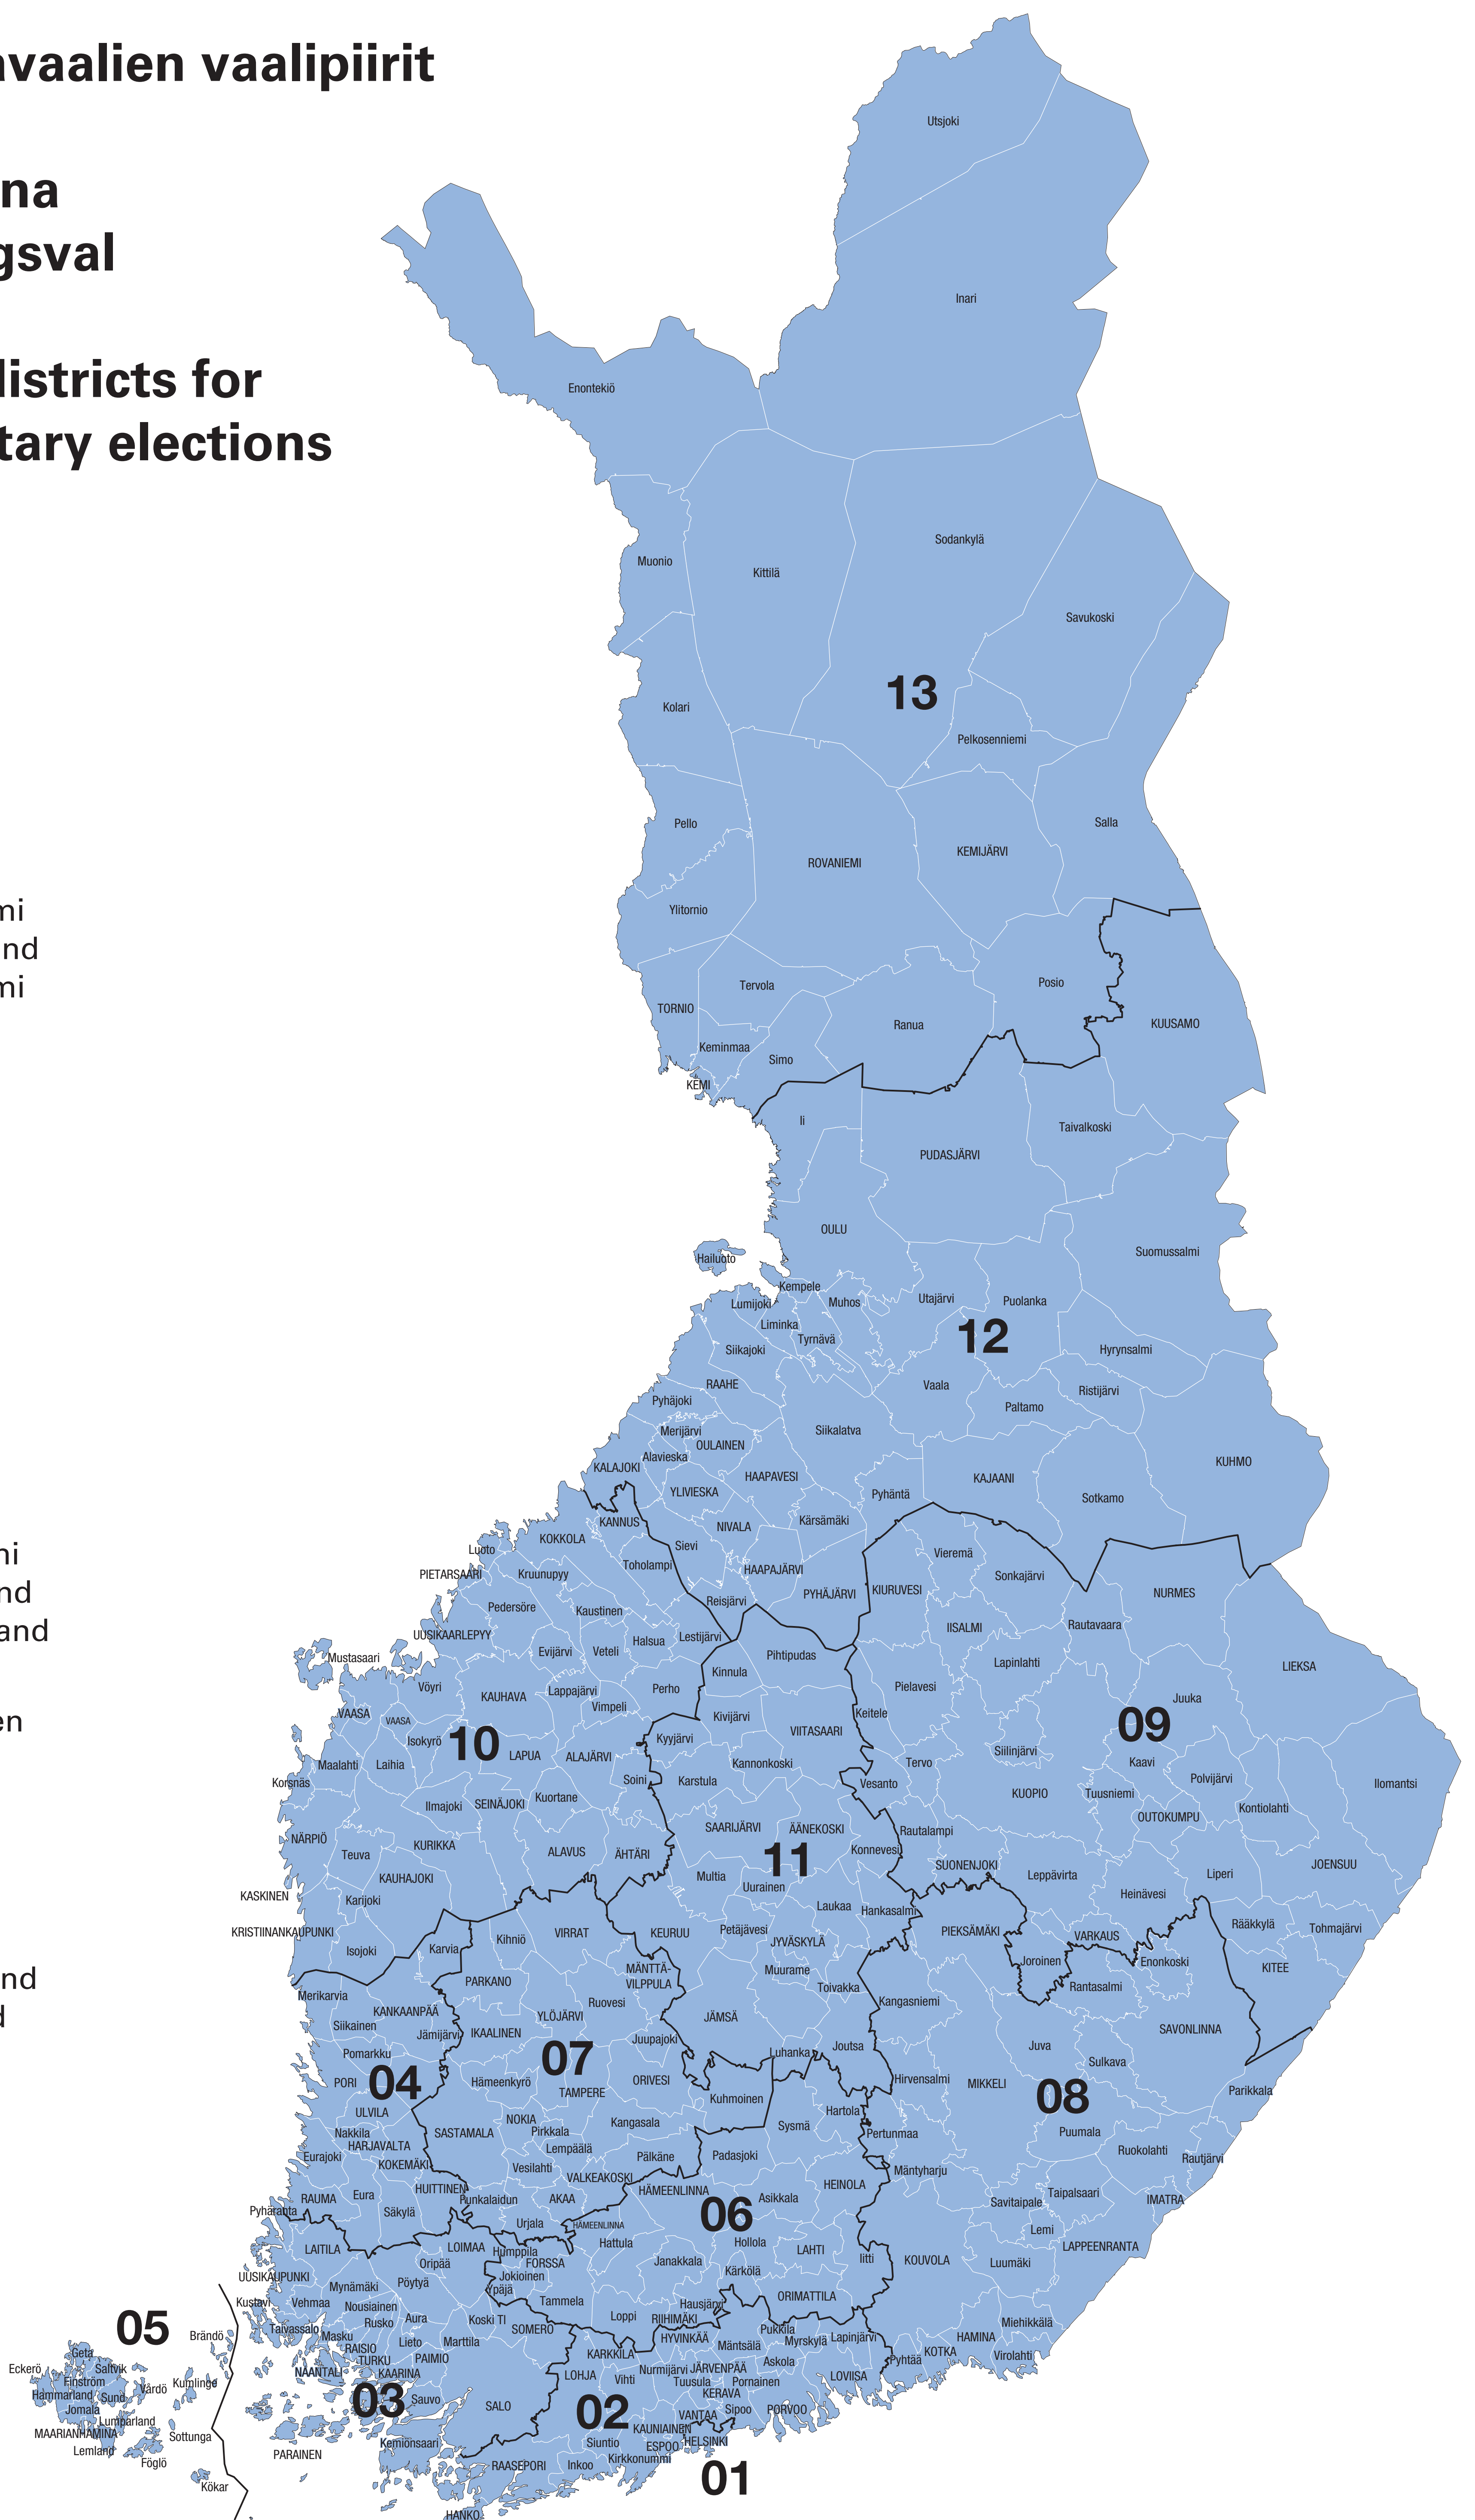 avaalien vaalipiirit
na
gsval
listricts for
tary elections
mi
nd
mi
ni
nd
and
en
nd
d
Utsjoki
Inari
Enontekiö
Sodankylä
Muonio
Kittilä
Savukoski
13
Kolari
Pelkosenniemi
Pello
Salla
KEMIJÄRVI
ROVANIEMI
Ylitornio
Posio
Tervola
TORNIO
KUUSAMO
Ranua
Keminmaa
Simo
KEMI
Ii
Taivalkoski
PUDASJÄRVI
OULU
Suomussalmi
Hailuoto
Kempele
Lumijoki
Muhos
Utajärvi
Puolanka
Liminka
12
Tyrnävä
Siikajoki
Hyrynsalmi
RAAHE
Vaala
Ristijärvi
Pyhäjoki
Paltamo
Merijärvi
Siikalatva
OULAINEN
Alavieska
KUHMO
KALAJOKI
HAAPAVESI
KAJAANI
YLIVIESKA
Pyhäntä
Sotkamo
KANNUS
Kärsämäki
NIVALA
KOKKOLA
Sievi
Luoto
Vieremä
Toholampi
HAAPAJÄRVI
PIETARSAARI
Kruunupyy
Sonkajärvi
KIURUVESI
NURMES
PYHÄJÄRVI
Reisjärvi
Pedersöre
Kaustinen
Rautavaara
IISALMI
UUSIKAARLEPYY
Lestijärvi
Halsua
Evijärvi
Veteli
Pihtipudas
Mustasaari
Lapinlahti
LIEKSA
Kinnula
Vöyri
Pielavesi
Perho
Lappajärvi
KAUHAVA
Juuka
Vimpeli
VAASA
Keitele
Kivijärvi
VAASA
09
VIITASAARI
Kyyjärvi
Isokyrö
10
Siilinjärvi
LAPUA
ALAJÄRVI
Kaavi
Tervo
Kannonkoski
Maalahti
Laihia
Polvijärvi
Soini
Karstula
Korsnäs
Vesanto
Ilomantsi
KUOPIO
Tuusniemi
Kuortane
SEINÄJOKI
Ilmajoki
Kontiolahti
OUTOKUMPU
SAARIJÄRVI
ÄÄNEKOSKI
Rautalampi
NÄRPIÖ
KURIKKA
Konnevesi
ALAVUS
ÄHTÄRI
Teuva
11
JOENSUU
SUONENJOKI
Leppävirta
Liperi
Multia
KAUHAJOKI
Uurainen
Heinävesi
KASKINEN
Karijoki
Laukaa
Hankasalmi
Rääkkylä
Tohmajärvi
Petäjävesi
PIEKSÄMÄKI
KRISTIINANKAUPUNKI
VIRRAT
KEURUU
VARKAUS
Kihniö
JYVÄSKYLÄ
Karvia
Isojoki
Joroinen
Enonkoski
KITEE
MÄNTTÄ-
VILPPULA
Muurame
PARKANO
Toivakka
Rantasalmi
Merikarvia
Kangasniemi
Ruovesi
KANKAANPÄÄ
YLÖJÄRVI
JÄMSÄ
Siikainen
SAVONLINNA
IKAALINEN
Jämijärvi
Juupajoki
Joutsa
Juva
Luhanka
Pomarkku
07
Sulkava
Hirvensalmi
ORIVESI
PORI
04
Hämeenkyrö
MIKKELI
Parikkala
TAMPERE
08
Kuhmoinen
Hartola
ULVILA
NOKIA
Kangasala
Sysmä
Nakkila
Pirkkala
SASTAMALA
Pertunmaa
Puumala
HARJAVALTA
Lempäälä
Ruokolahti
Eurajoki
Pälkäne
Padasjoki
Rautjärvi
KOKEMÄKI
Vesilahti
VALKEAKOSKI
Mäntyharju
HEINOLA
HUITTINEN
HÄMEENLINNA
Taipalsaari
Eura
RAUMA
Punkalaidun
AKAA
Asikkala
IMATRA
Savitaipale
Pyhäranta
Säkylä
06
Urjala
HÄMEENLINNA
Lemi
Hattula
Hollola
LAPPEENRANTA
LAITILA
LOIMAA
Humppila
LAHTI
Iitti
KOUVOLA
Luumäki
FORSSA
Janakkala
Oripää
Kärkölä
UUSIKAUPUNKI
Jokioinen
Pöytyä
Mynämäki
Ypäjä
ORIMATTILA
Tammela
Kustavi
Vehmaa
Hausjärvi
Nousiainen
Loppi
RIIHIMÄKI
Aura
Koski Tl
Miehikkälä
05
Rusko
Taivassalo
SOMERO
Pukkila
Masku
HYVINKÄÄ
Myrskylä
Lapinjärvi
HAMINA
Brändö
Lieto
Marttila
Mäntsälä
RAISIO
KARKKILA
KOTKA
Virolahti
Geta
TURKU
PAIMIO
Askola
Pyhtää
Eckerö
Saltvik
NAANTALI
KAARINA
LOHJA
Vihti
Nurmijärvi
JÄRVENPÄÄ
LOVIISA
Finström
Kumlinge
Tuusula
Pornainen
Vårdö
Hammarland
Sund
03
Sauvo
KERAVA
Jomala
SALO
02
Sipoo
PORVOO
Lumparland
VANTAA
MAARIANHAMINA
Sottunga
KAUNIAINEN
Kemiönsaari
Siuntio
ESPOO
HELSINKI
Lemland
PARAINEN
Föglö
Kirkkonummi
RAASEPORI
Inkoo
01
Kökar
HANKO